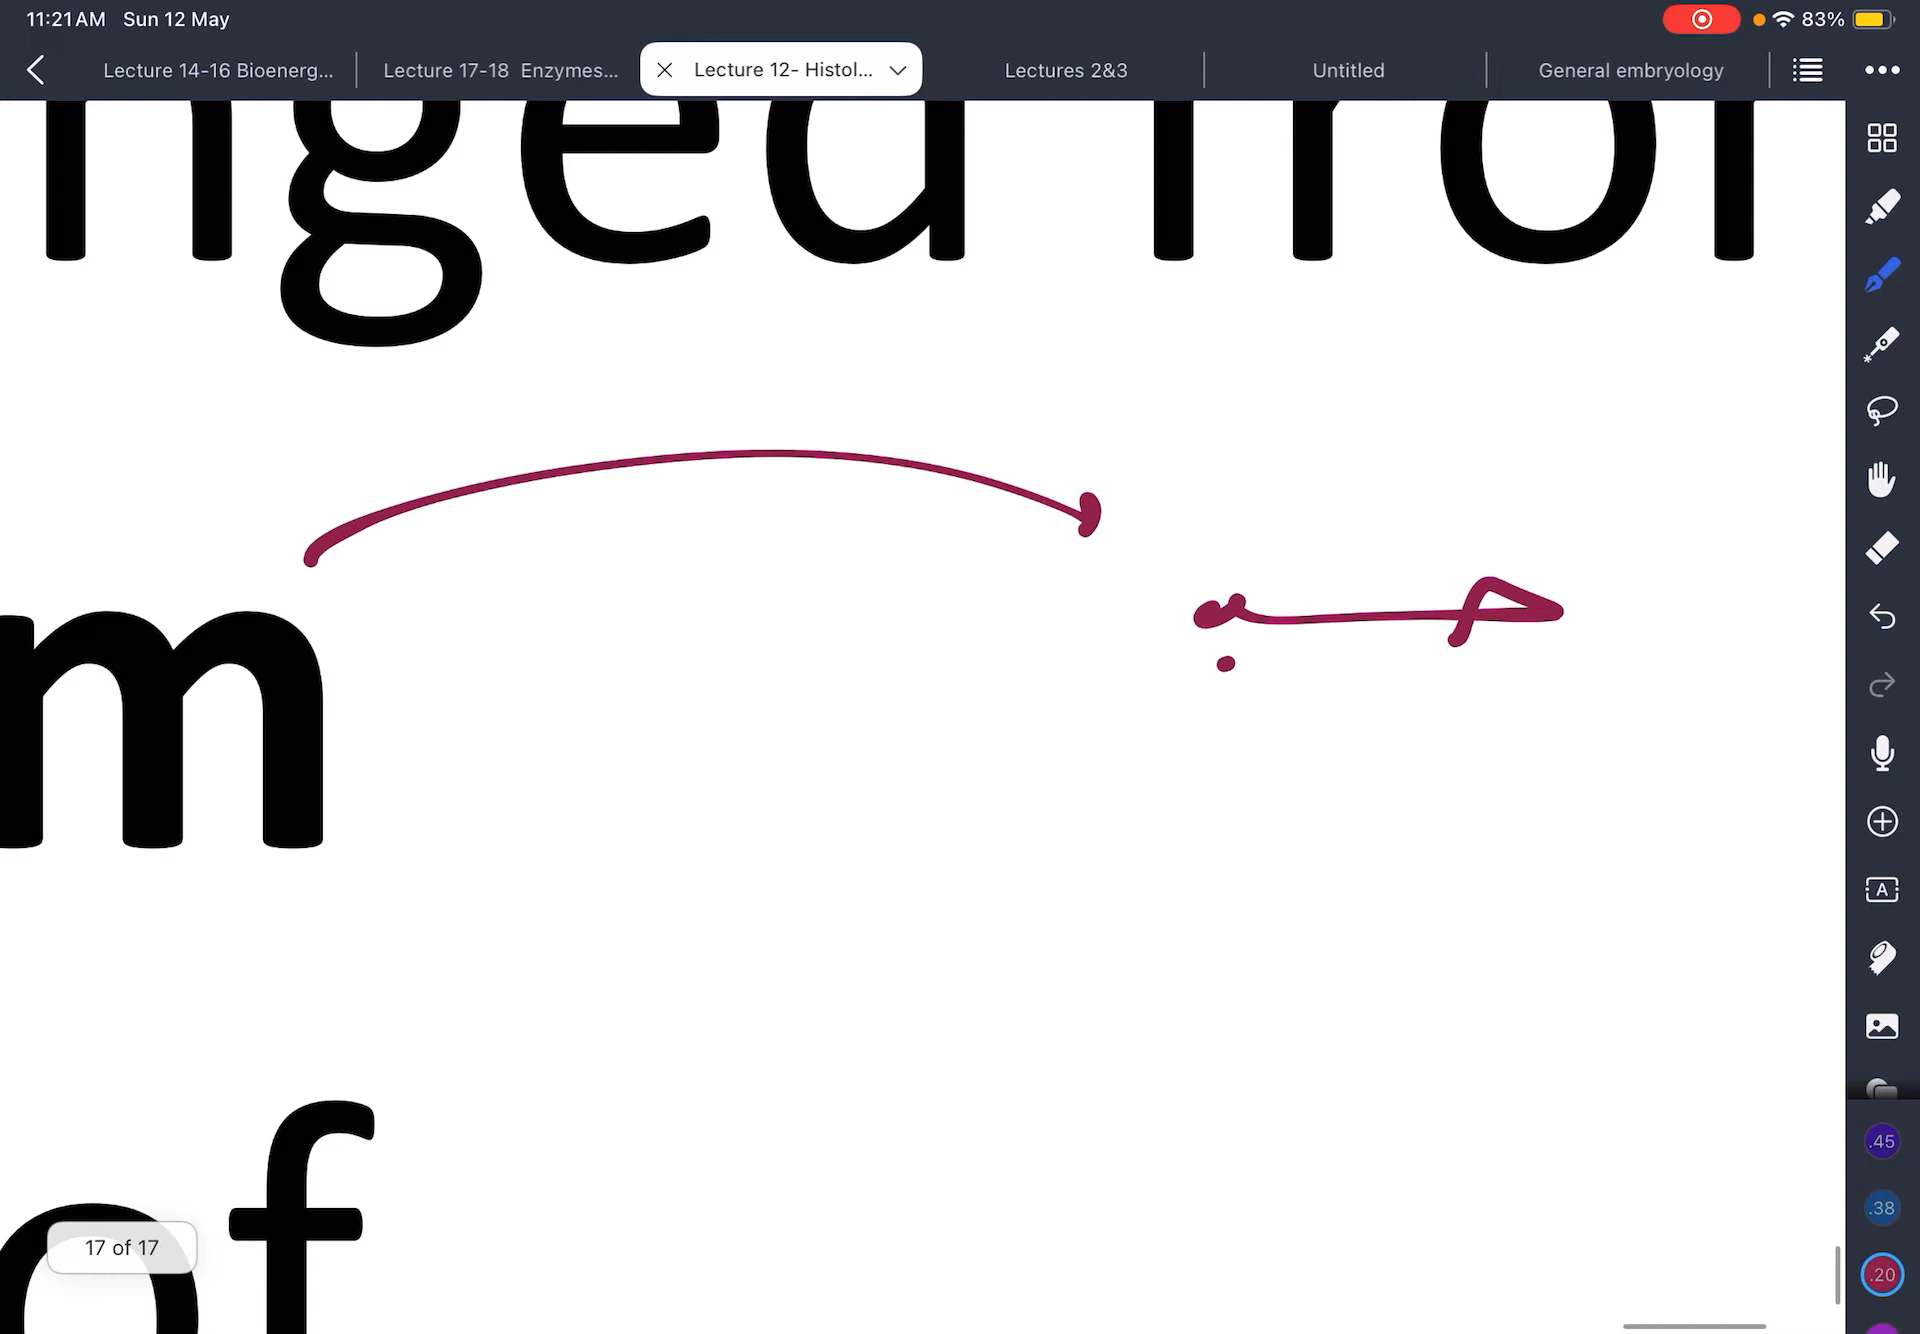 11:21 AM Sun 12 May 83%
Lecture 14-16 Bioenerg... Lecture 17-18 Enzymes... Lecture 12- Histol... Lectures 2&3 Untitled General embryology
nged from
m
of
17 of 17
A
.45
.38
.20